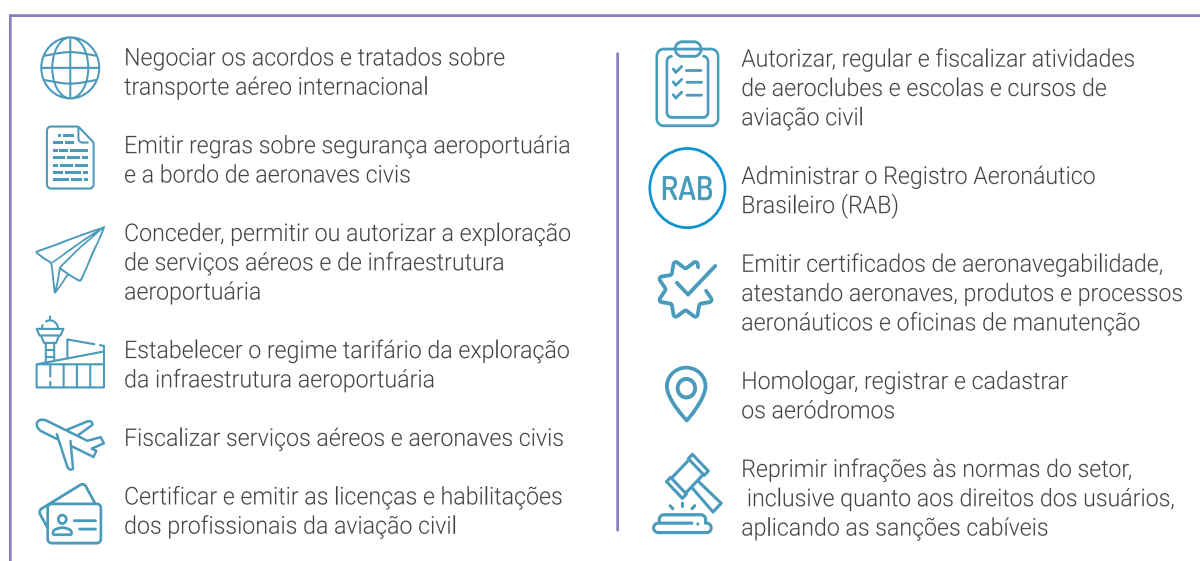 Negociar os acordos e tratados sobre
transporte aéreo internacional
Emitir regras sobre segurança aeroportuária
e a bordo de aeronaves civis
Conceder, permitir ou autorizar a exploração
de serviços aéreos e de infraestrutura
aeroportuária
Estabelecer o regime tarifário da exploração
da infraestrutura aeroportuária
Fiscalizar serviços aéreos e aeronaves civis
Certificar e emitir as licenças e habilitações
dos profissionais da aviação civil
Autorizar, regular e fiscalizar atividades
de aeroclubes e escolas e cursos de
aviação civil
RAB
Administrar o Registro Aeronáutico
Brasileiro (RAB)
Emitir certificados de aeronavegabilidade,
atestando aeronaves, produtos e processos
aeronáuticos e oficinas de manutenção
Homologar, registrar e cadastrar
os aeródromos
Reprimir infrações às normas do setor,
inclusive quanto aos direitos dos usuários,
aplicando as sanções cabíveis